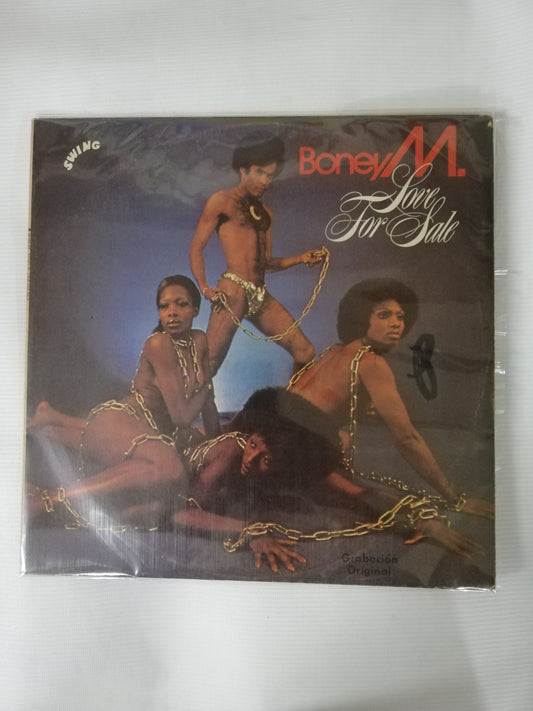 SWING
Boney M.
Love
For Sale
Grabación
Original